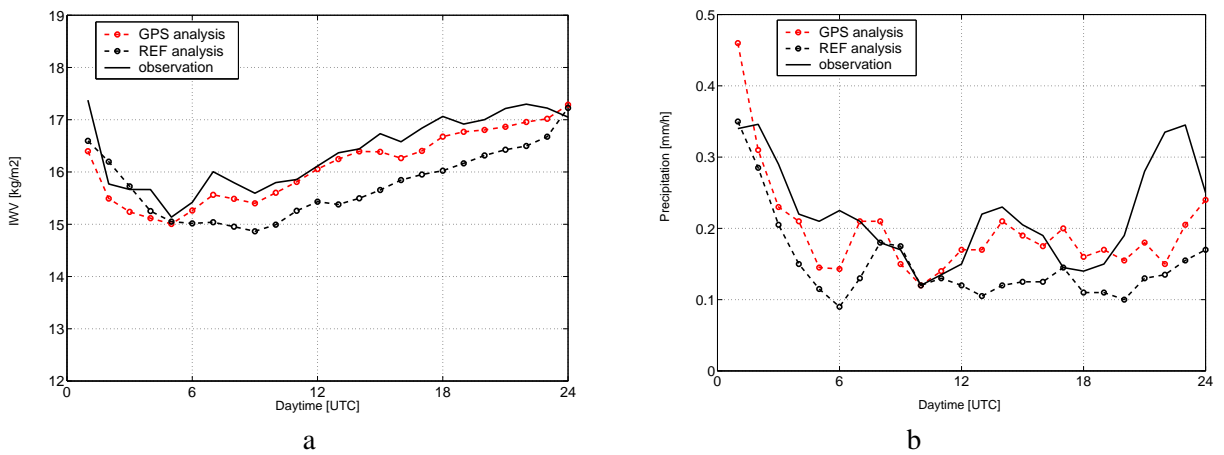 19
18
17
16
15
14
13
12
IWV [kg/m2]
GPS analysis
REF analysis
observation
0
6
12
18
24
Daytime [UTC]
a
0.5
0.4
0.3
0.2
0.1
0
Precipitation [mm/h]
GPS analysis
REF analysis
observation
0
6
12
18
24
Daytime [UTC]
b